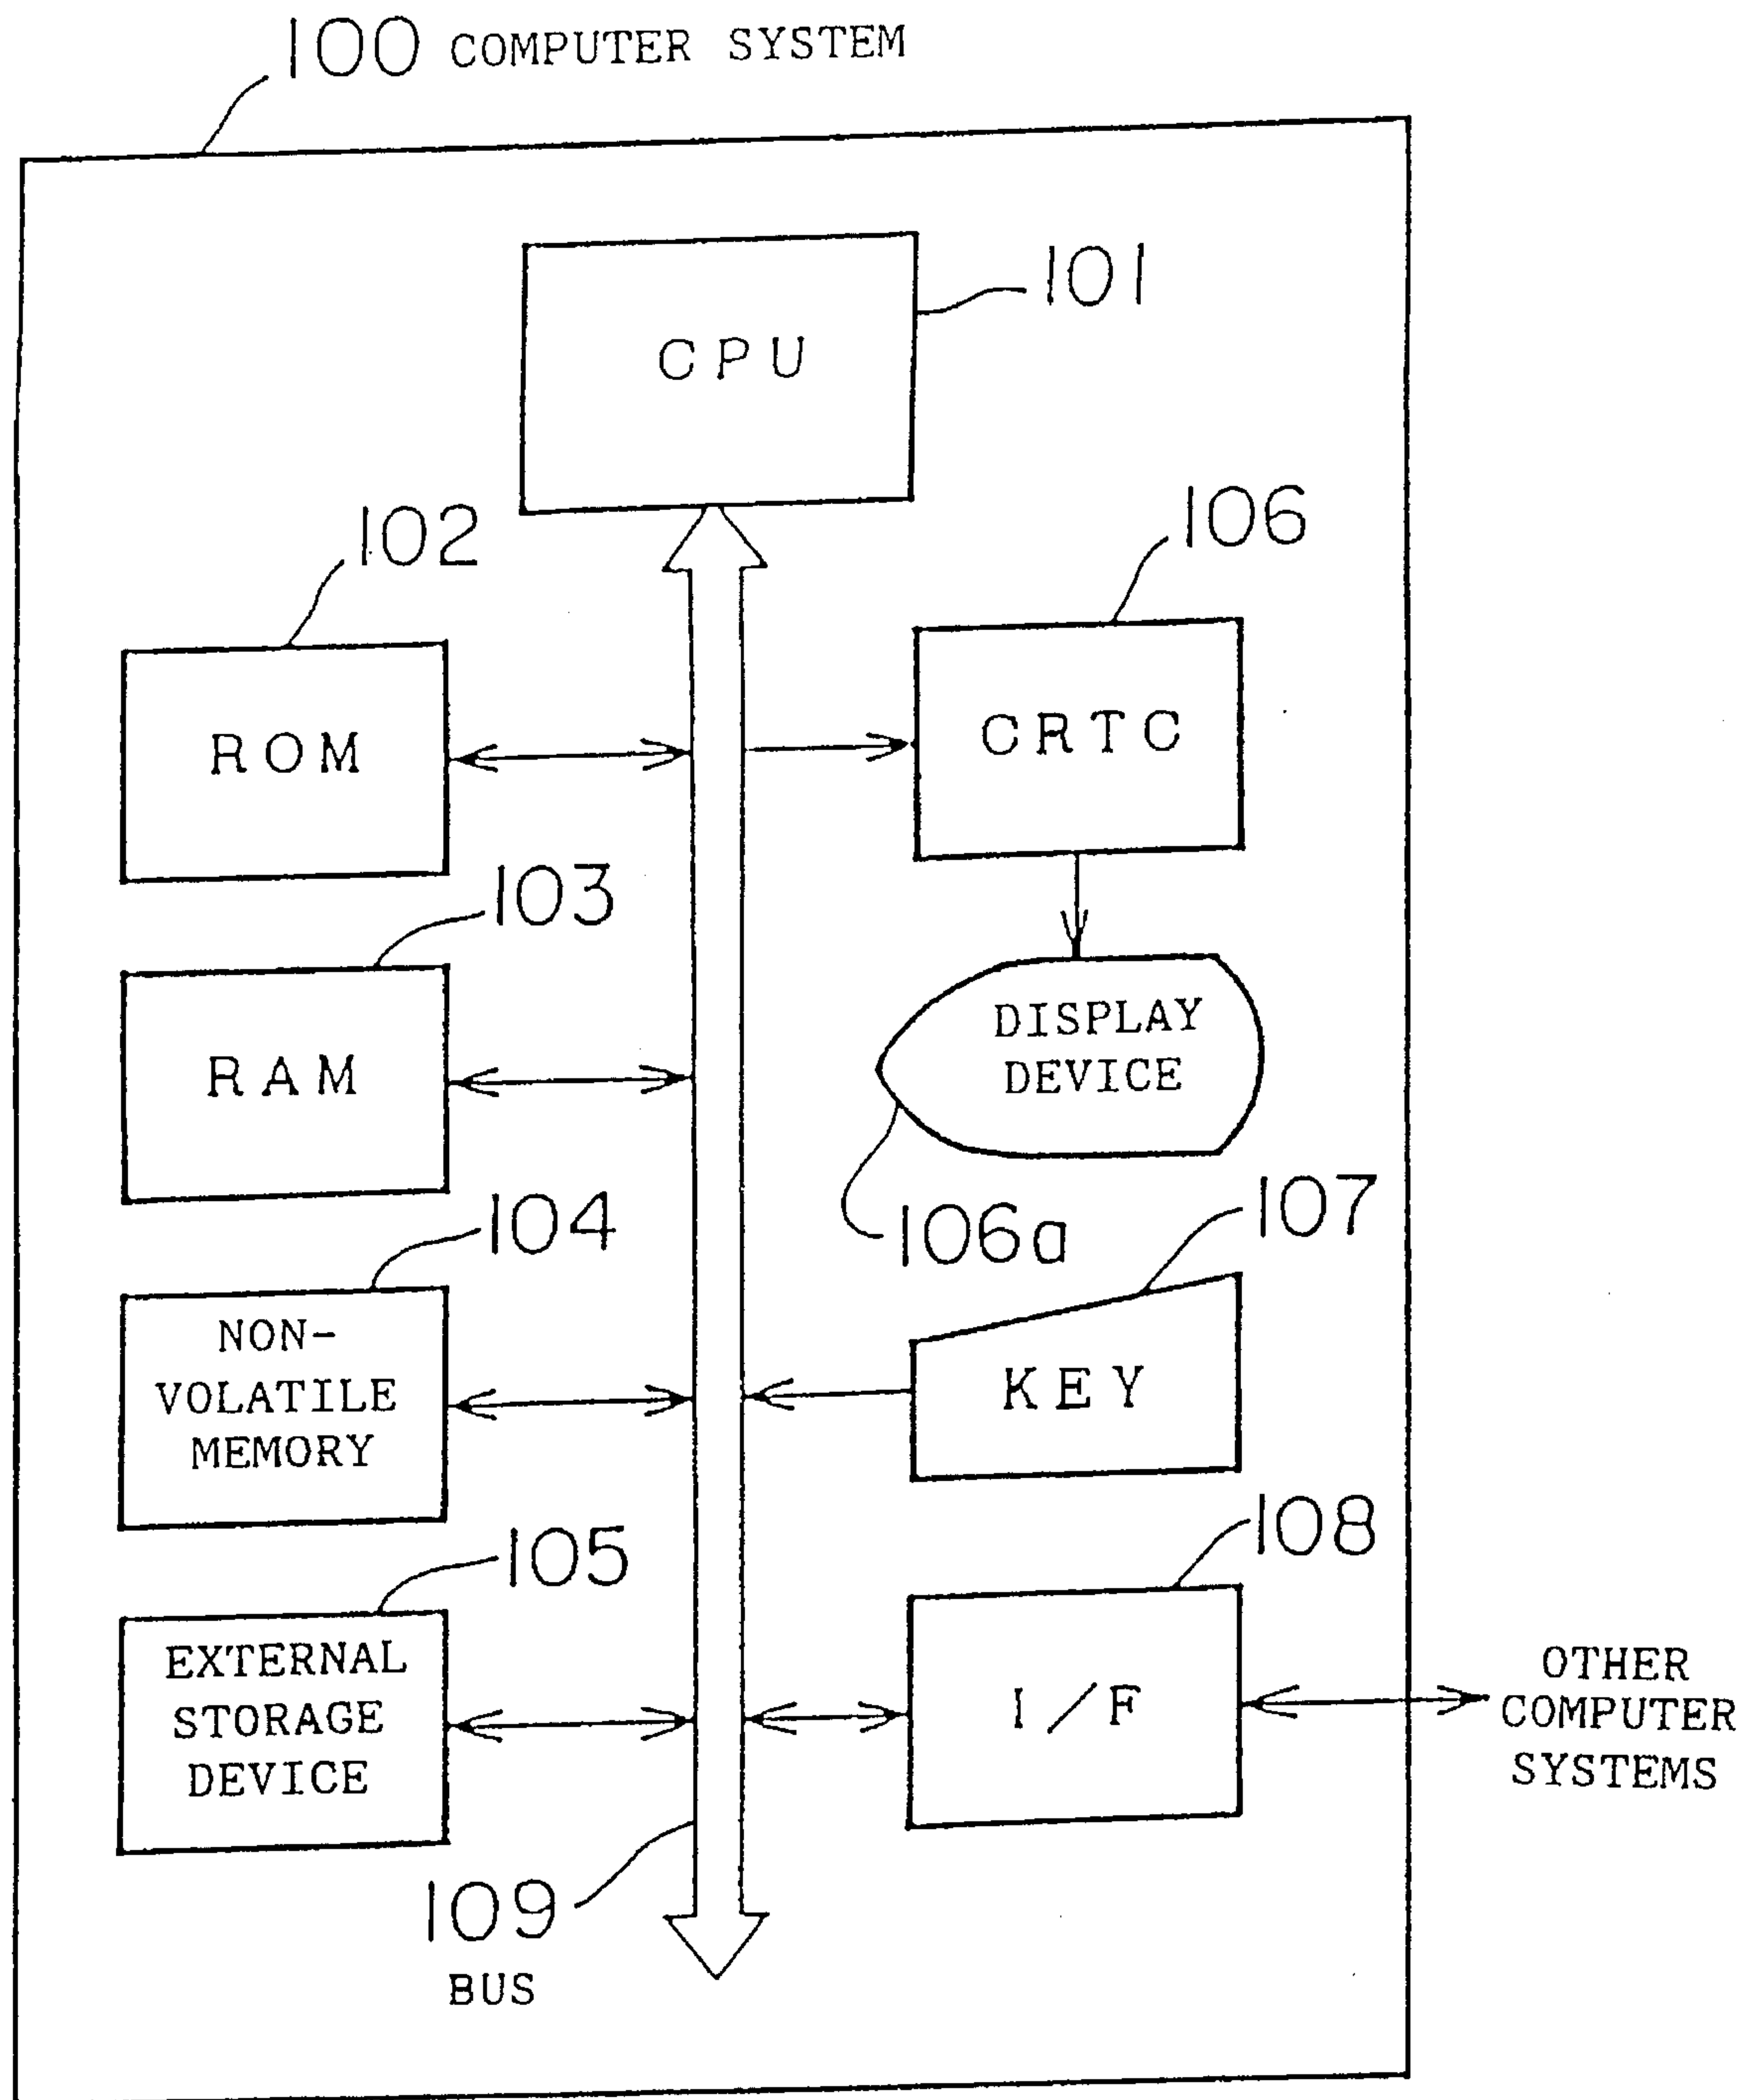 100 COMPUTER SYSTEM
101
CPU
102
106
ROM
CRTC
103
RAM
DISPLAY
DEVICE
106a
104
107
NON-
VOLATILE
MEMORY
KEY
105
108
EXTERNAL
STORAGE
DEVICE
I/F
OTHER
COMPUTER
SYSTEMS
109
BUS